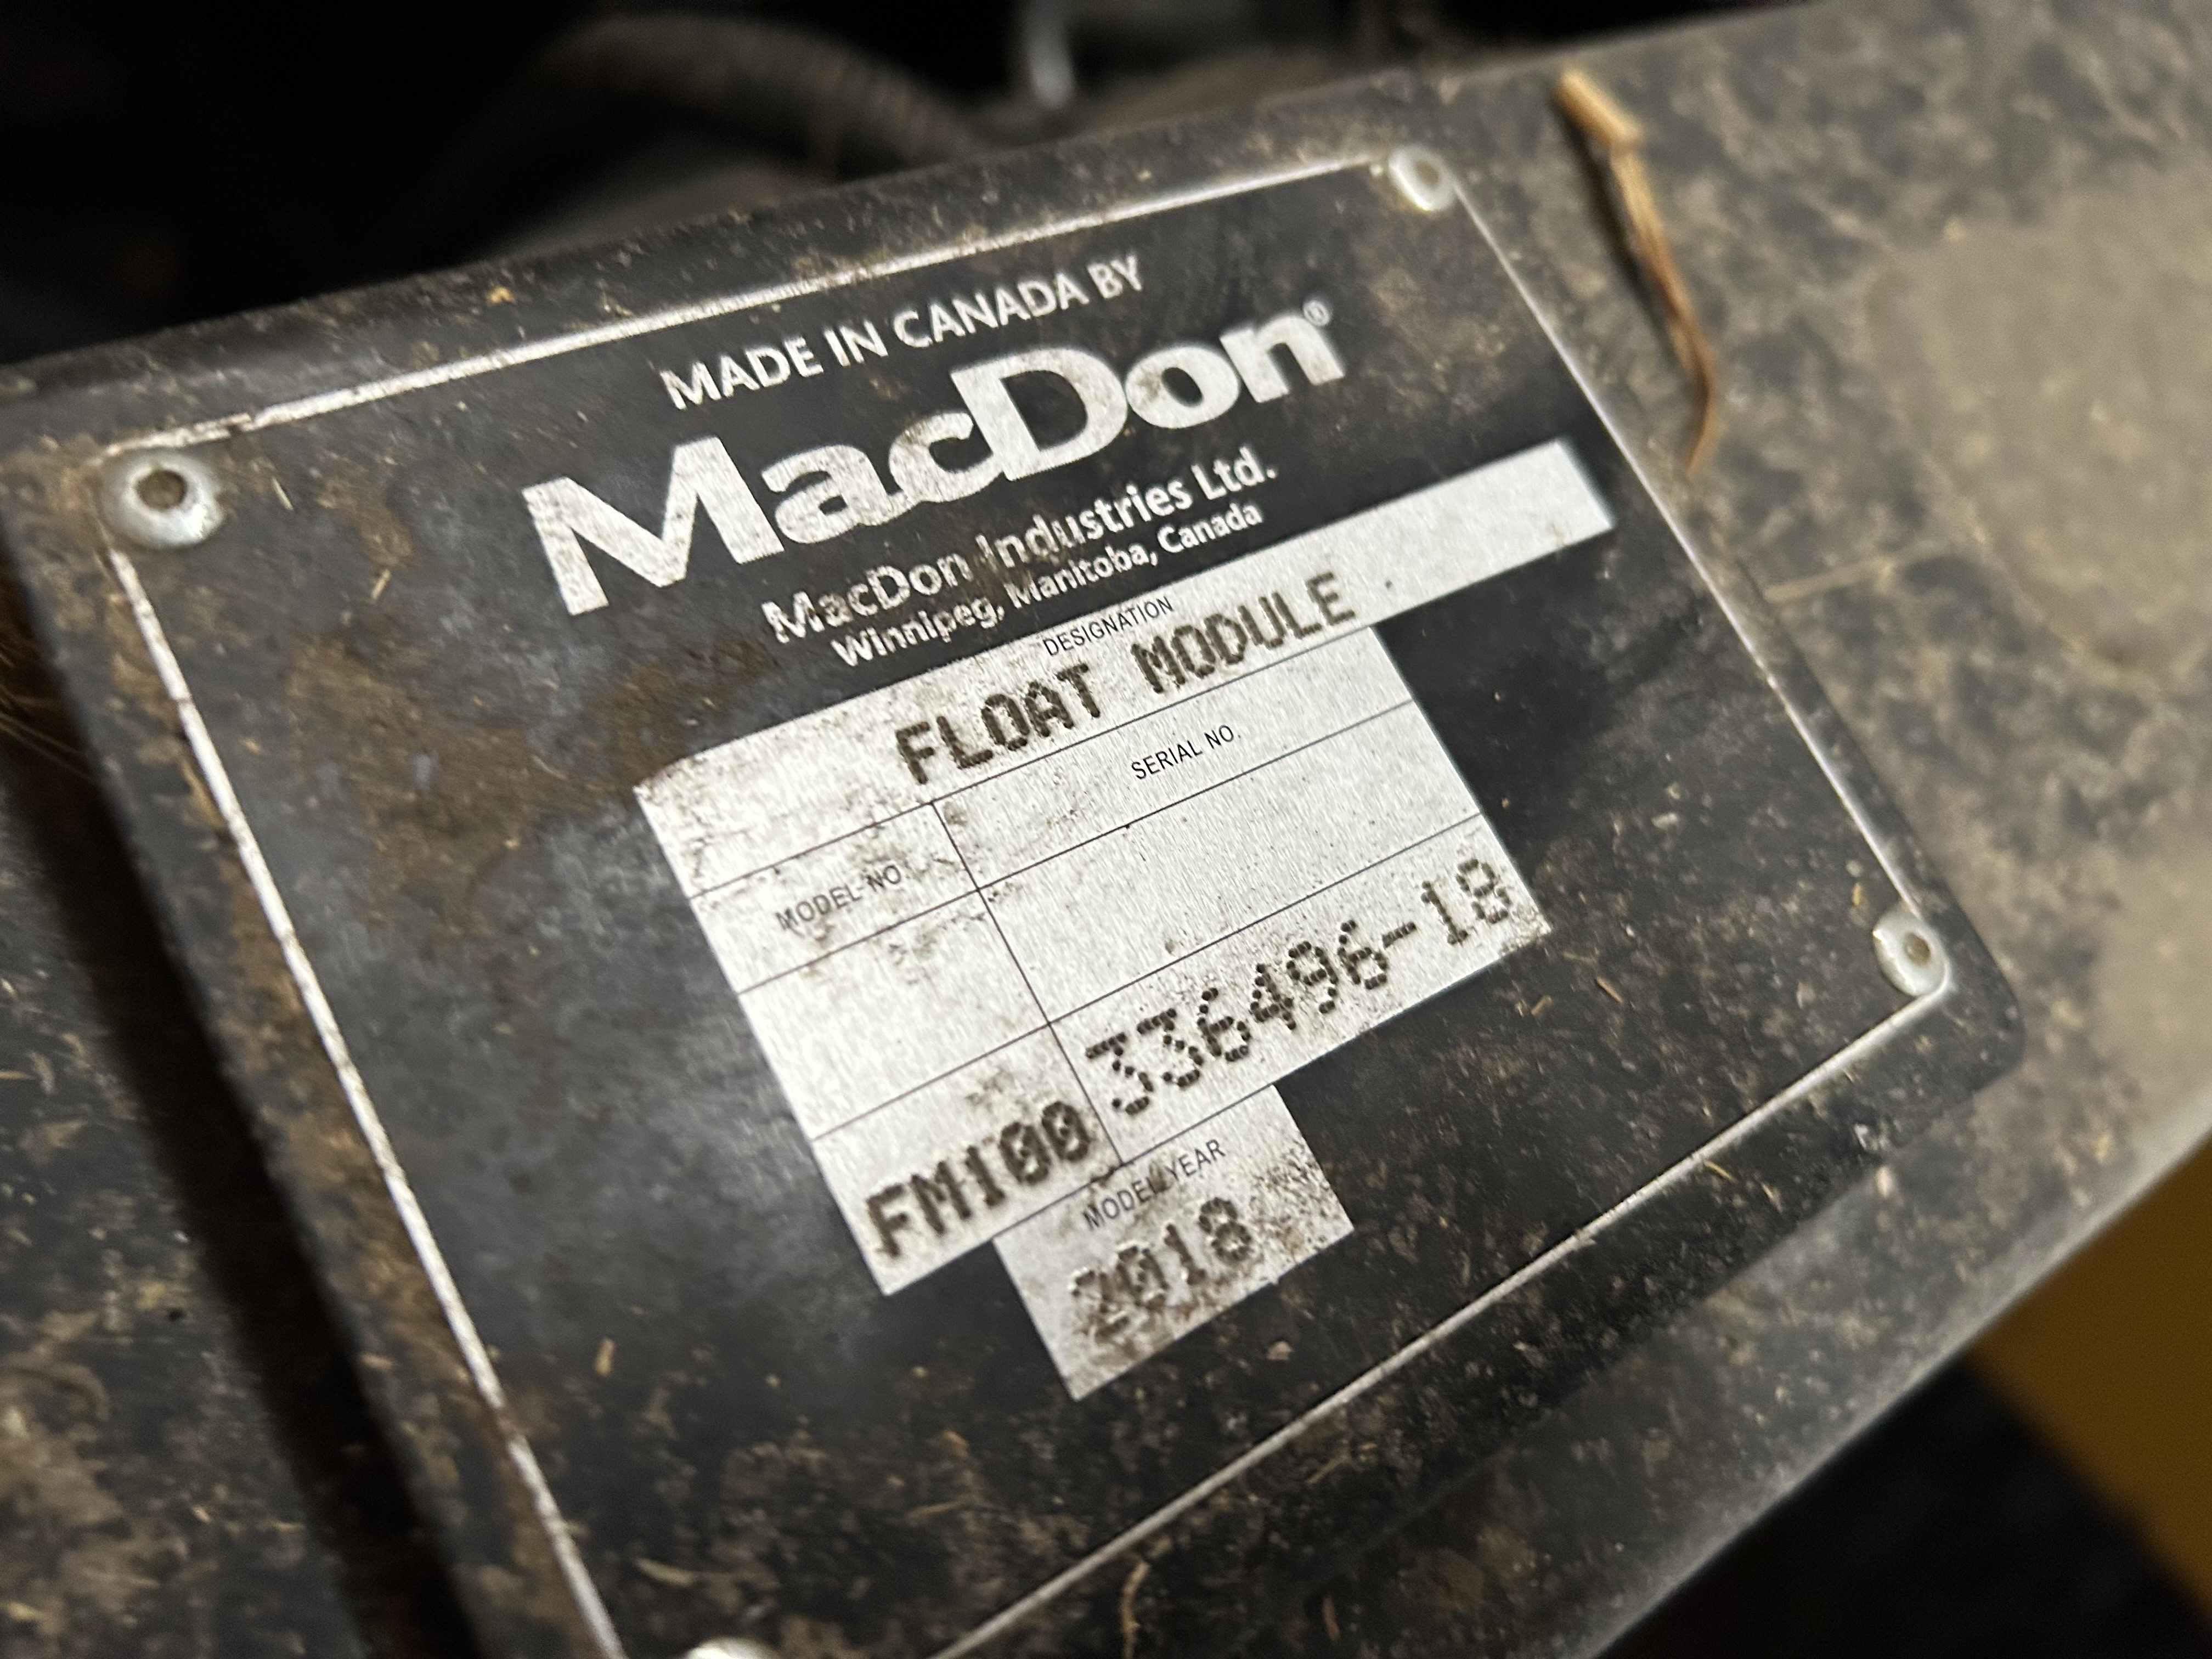 MADE IN CANADA BY
MacDon®
MacDon Industries Ltd.
Winnipeg, Manitoba, Canada
DESIGNATION
FLOAT MODULE
MODEL NO. SERIAL NO.
FM100 336496-18
MODEL YEAR
2018